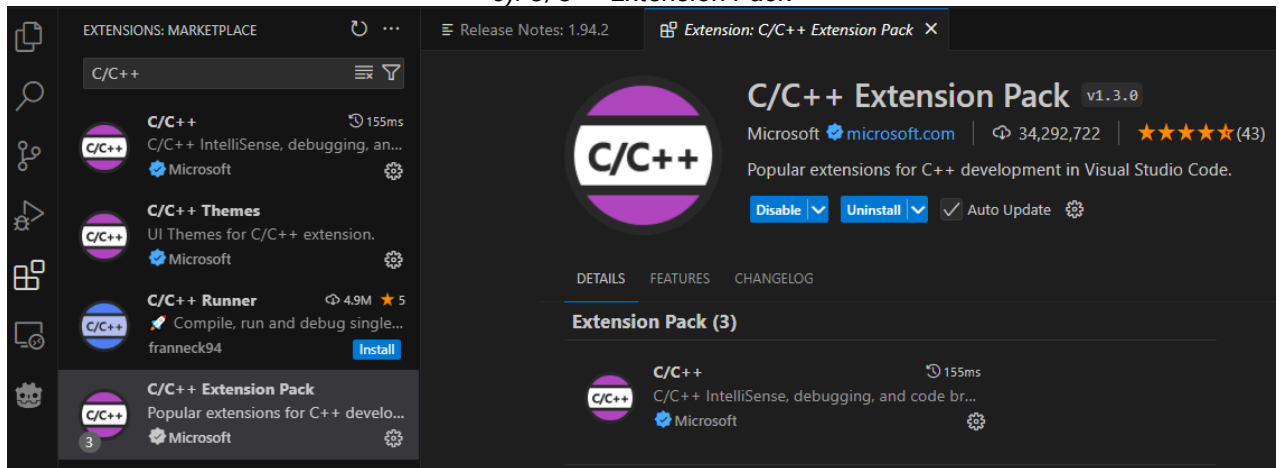 c). C/C++ Extension Pack
EXTENSIONS: MARKETPLACE
C/C++
C/C++
155ms
C/C++ IntelliSense, debugging, an...
Microsoft
C/C++
C/C++ Themes
UI Themes for C/C++ extension.
Microsoft
C/C++
C/C++ Runner
4.9M ★ 5
🚀 Compile, run and debug single...
franneck94
Install
C/C++
C/C++ Extension Pack
Popular extensions for C++ develo...
Microsoft
C/C++
3
Release Notes: 1.94.2
Extension: C/C++ Extension Pack
C/C++
C/C++ Extension Pack v1.3.0
Microsoft microsoft.com | 34,292,722 | (43)
Popular extensions for C++ development in Visual Studio Code.
Disable Uninstall Auto Update
DETAILS FEATURES CHANGELOG
Extension Pack (3)
C/C++
C/C++ 155ms
C/C++ IntelliSense, debugging, and code br...
Microsoft